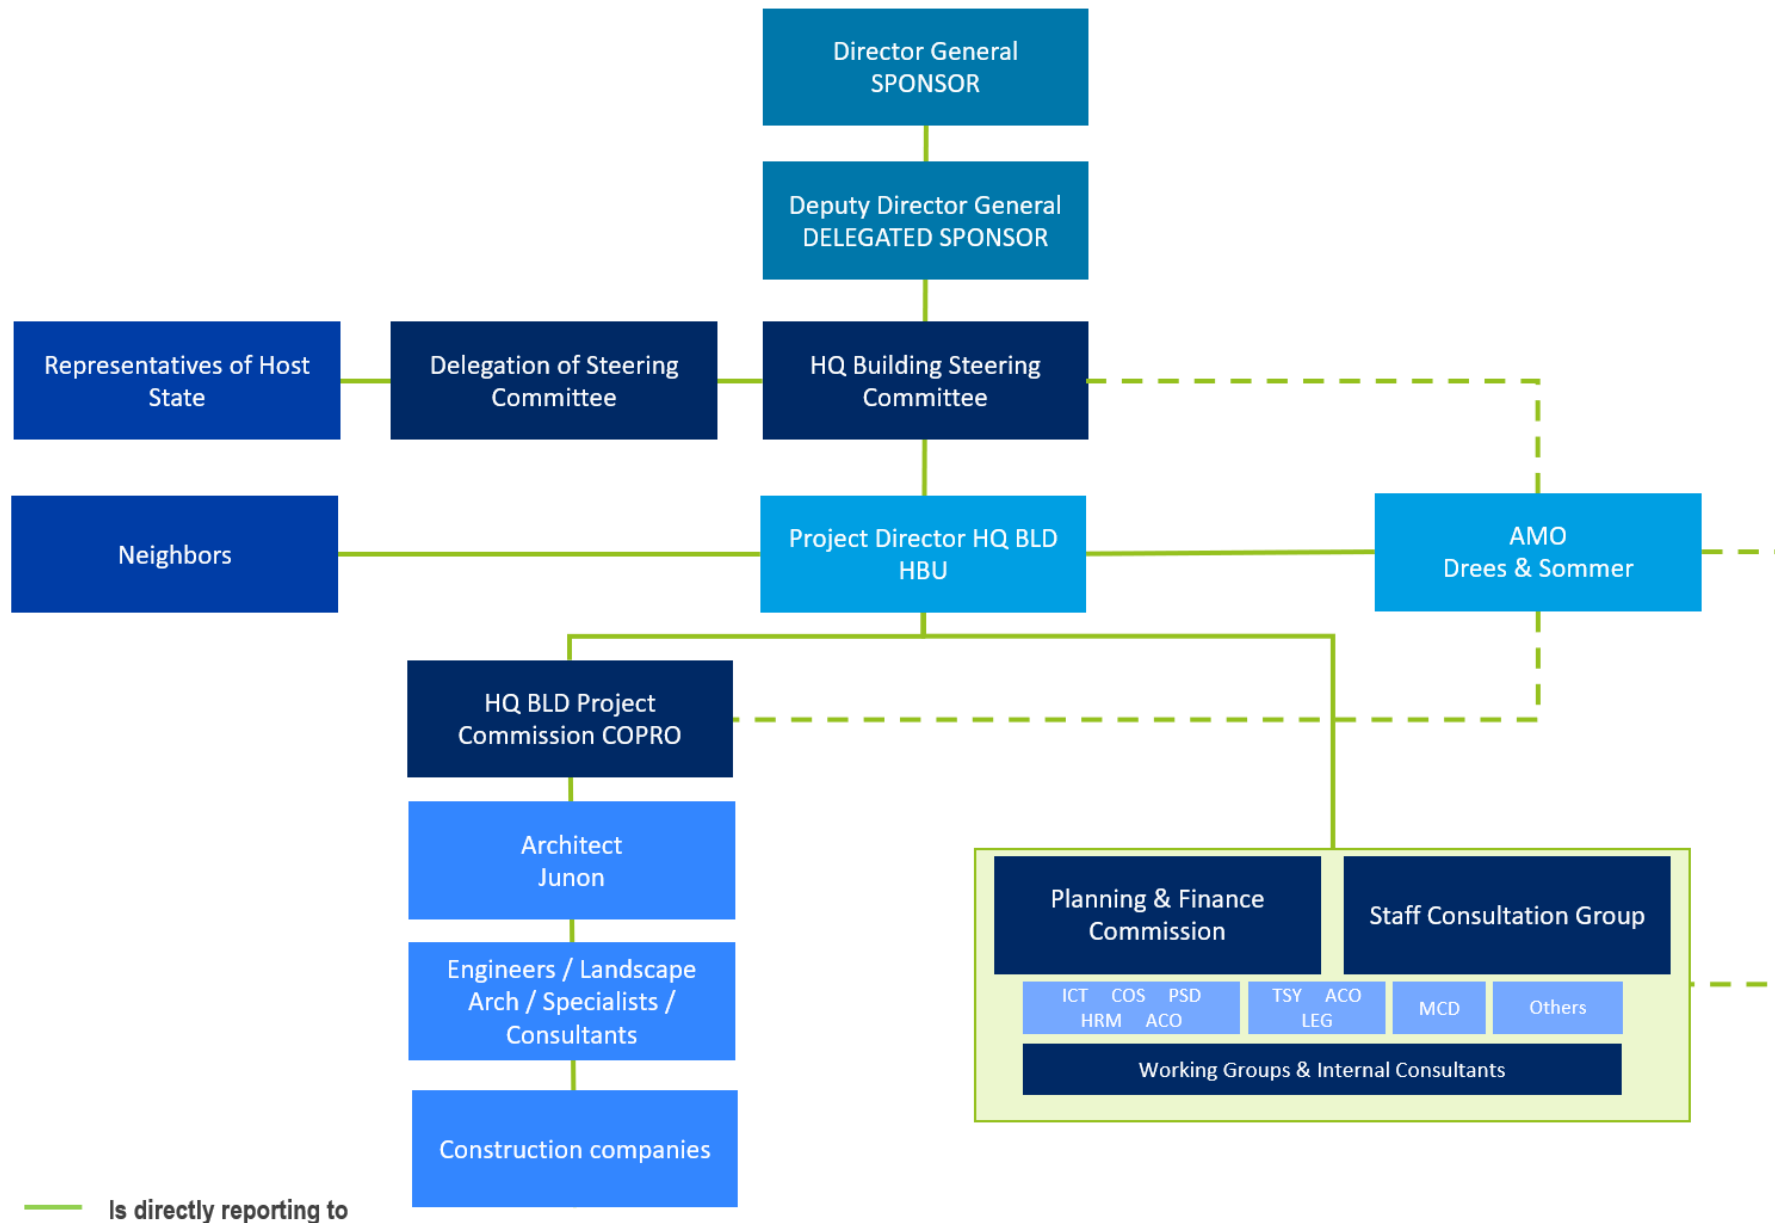 Director General
SPONSOR
Deputy Director General
DELEGATED SPONSOR
Representatives of Host
State
Delegation of Steering
Committee
HQ Building Steering
Committee
Neighbors
Project Director HQ BLD
HBU
AMO
Drees & Sommer
HQ BLD Project
Commission COPRO
Architect
Junon
Engineers / Landscape
Arch / Specialists /
Consultants
Construction companies
Planning & Finance
Commission
Staff Consultation Group
ICT COS PSD
HRM ACO
TSY ACO
LEG
MCD
Others
Working Groups & Internal Consultants
Is directly reporting to